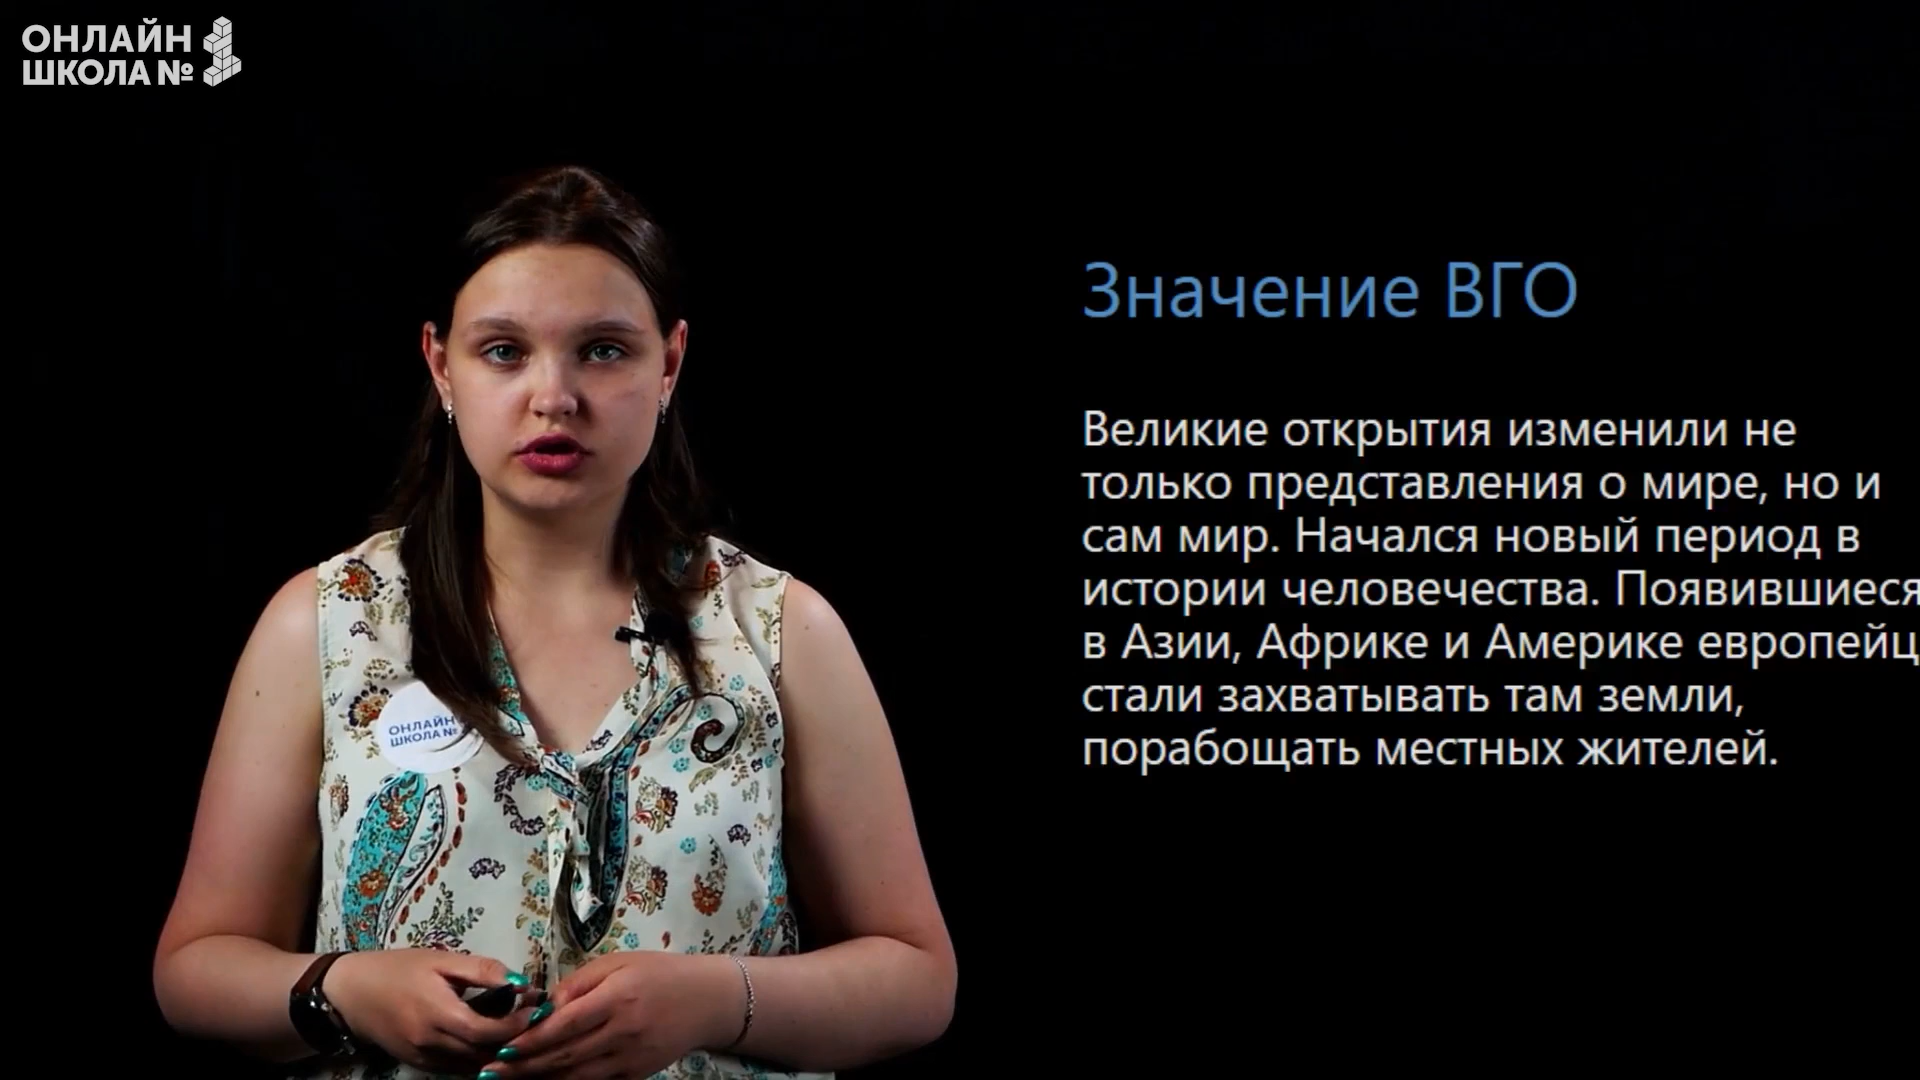 ОНЛАЙН
ШКОЛА №1
Значение ВГО
Великие открытия изменили не
только представления о мире, но и
сам мир. Начался новый период в
истории человечества. Появившиеся
в Азии, Африке и Америке европейц
стали захватывать там земли,
порабощать местных жителей.
ОНЛАЙН
ШКОЛА №